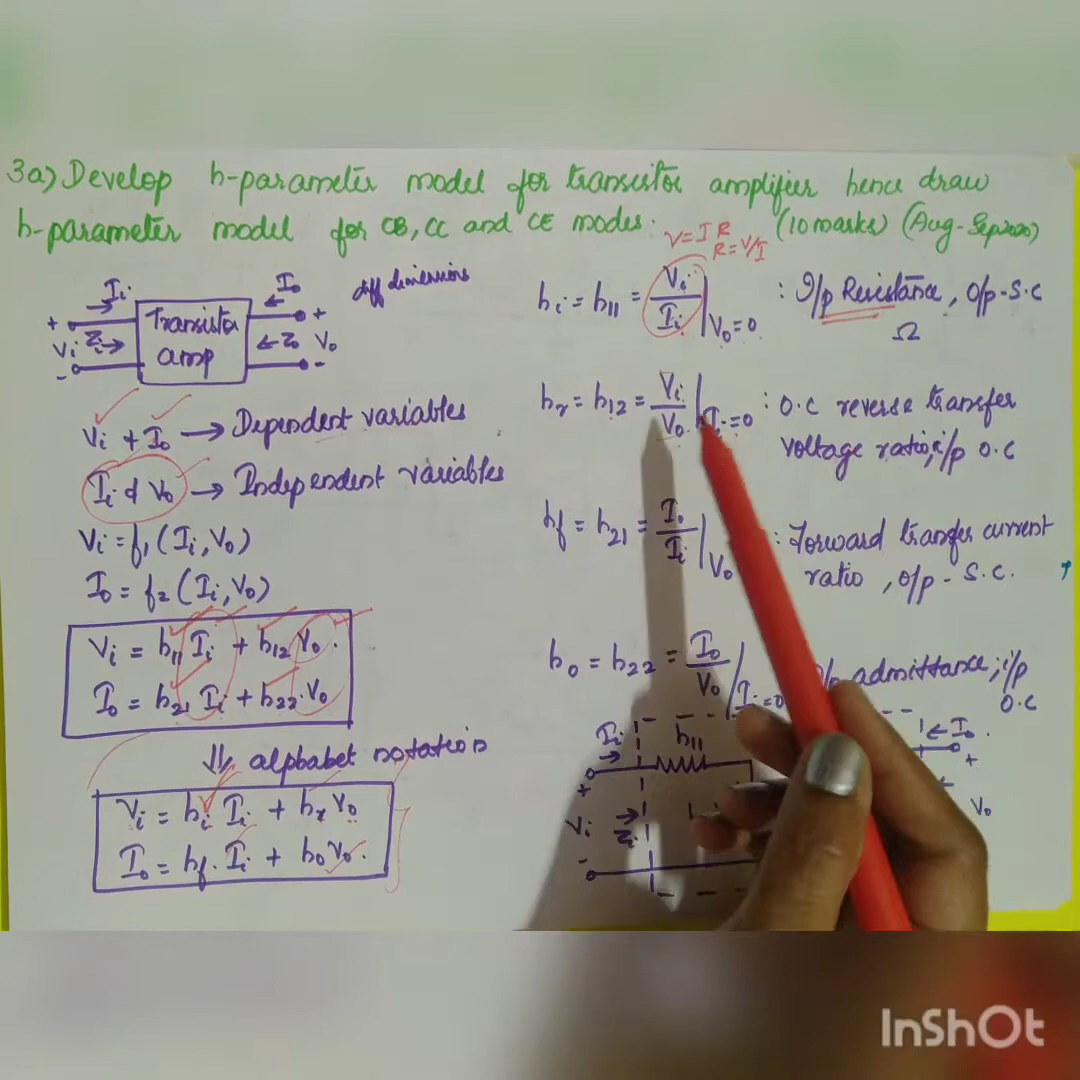 3a) Develop h-parameter model for transistor amplifier hence draw
h-parameter model for CB, CC and CE modes. (10 marks) (Aug-Sep2020)
V=IR
R=V/I
Ii
Io
diff dimensions
+
Transistor
amp
+
Vi
Zi
Zo
Vo
-
-
Vi + Io → Dependent variables
Ii & Vo → Independent variables
Vi = f1 (Ii, Vo)
Io = f2 (Ii, Vo)
Vi = h11 Ii + h12 Vo.
Io = h21 Ii + h22.Vo
⇓ alphabet notation
Vi = hi Ii + hr Vo
Io = hf. Ii + hoVo.
hi = h11 = Vi/Ii | Vo=0 : I/p Resistance, O/p-S.C
Ω
hr = h12 = Vi/Vo | Ii=0 : O.C reverse transfer
voltage ratio, i/p O.C
hf = h21 = Io/Ii | Vo : Forward transfer current
ratio, o/p - S.C.
ho = h22 = Io/Vo | Ii=0 admittance; i/p
O.C
Ii
h11
Io
+
+
Vi
Zi
Vo
-
InShOt